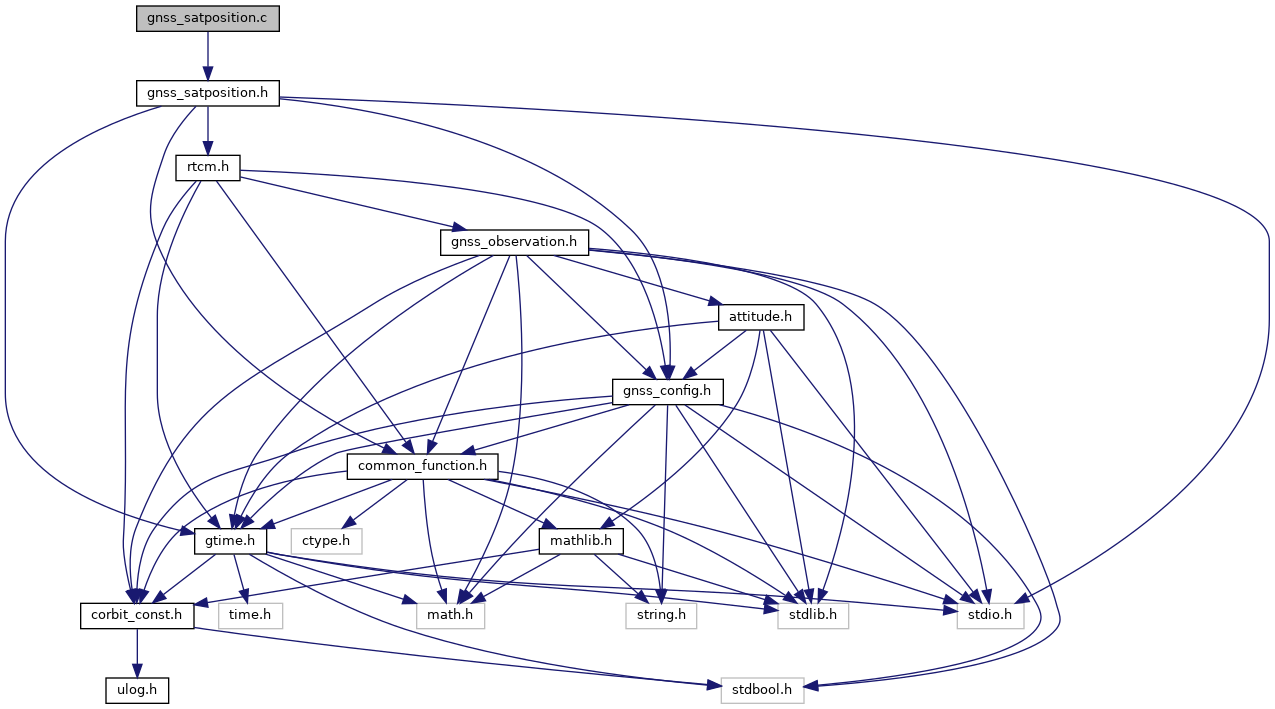 gnss_satposition.c
gnss_satposition.h
rtcm.h
gnss_observation.h
attitude.h
gnss_config.h
common_function.h
gtime.h
ctype.h
mathlib.h
corbit_const.h
time.h
math.h
string.h
stdlib.h
stdio.h
ulog.h
stdbool.h